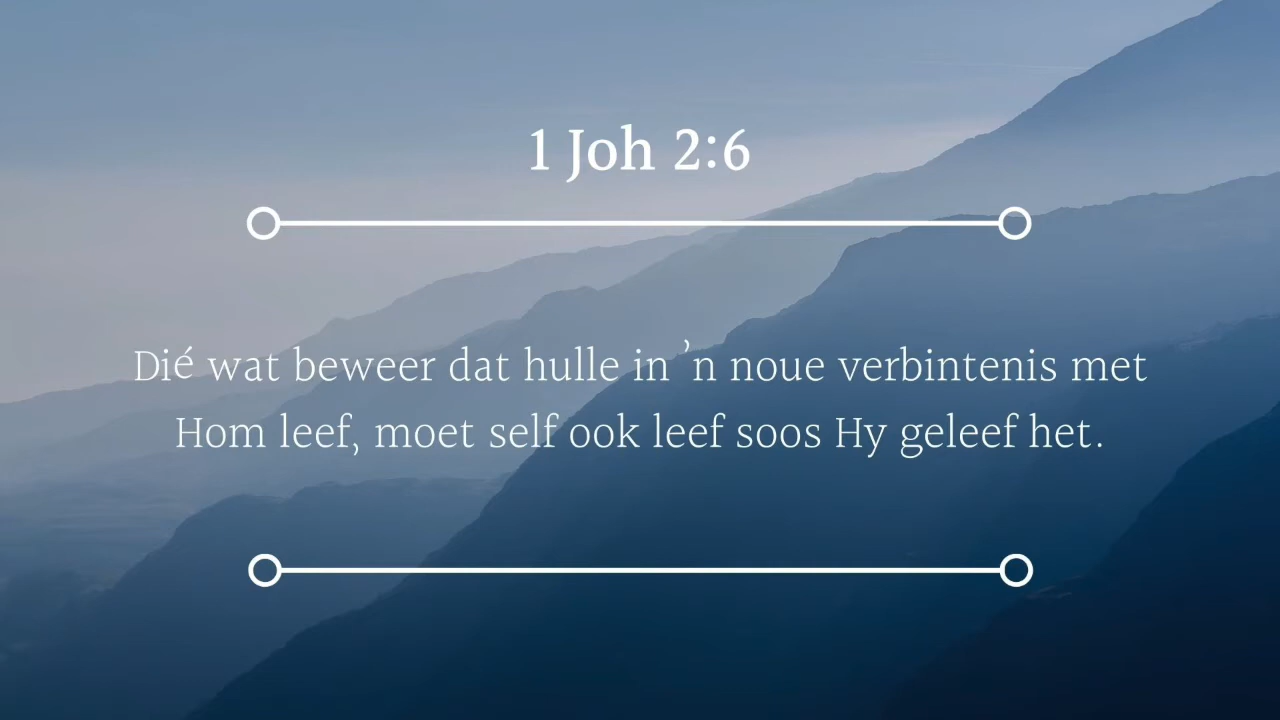 1 Joh 2:6
Dié wat beweer dat hulle in ’n noue verbintenis met
Hom leef, moet self ook leef soos Hy geleef het.